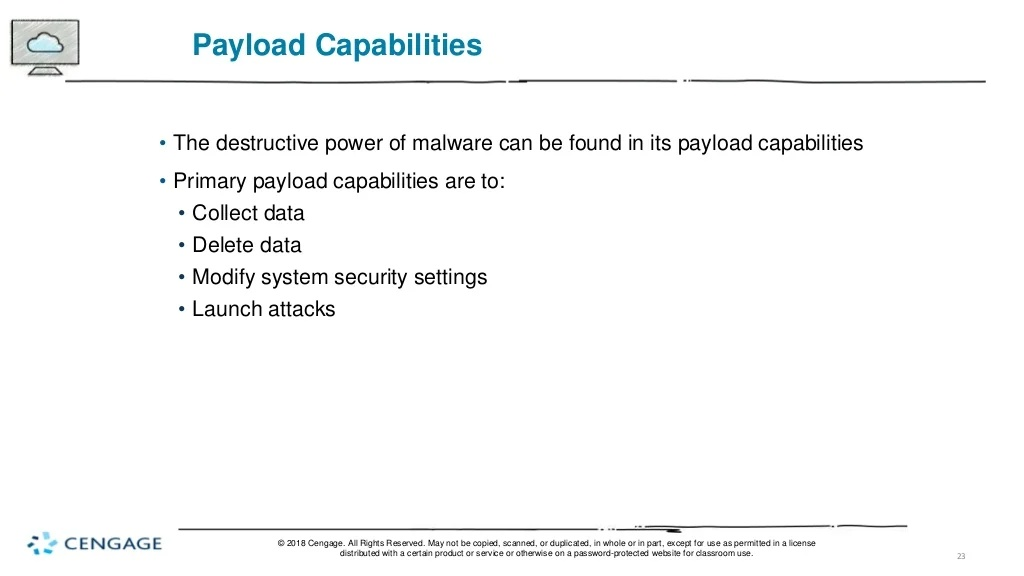 Payload Capabilities
• The destructive power of malware can be found in its payload capabilities
• Primary payload capabilities are to:
• Collect data
• Delete data
• Modify system security settings
• Launch attacks
CENGAGE
© 2018 Cengage. All Rights Reserved. May not be copied, scanned, or duplicated, in whole or in part, except for use as permitted in a license
distributed with a certain product or service or otherwise on a password-protected website for classroom use.
23